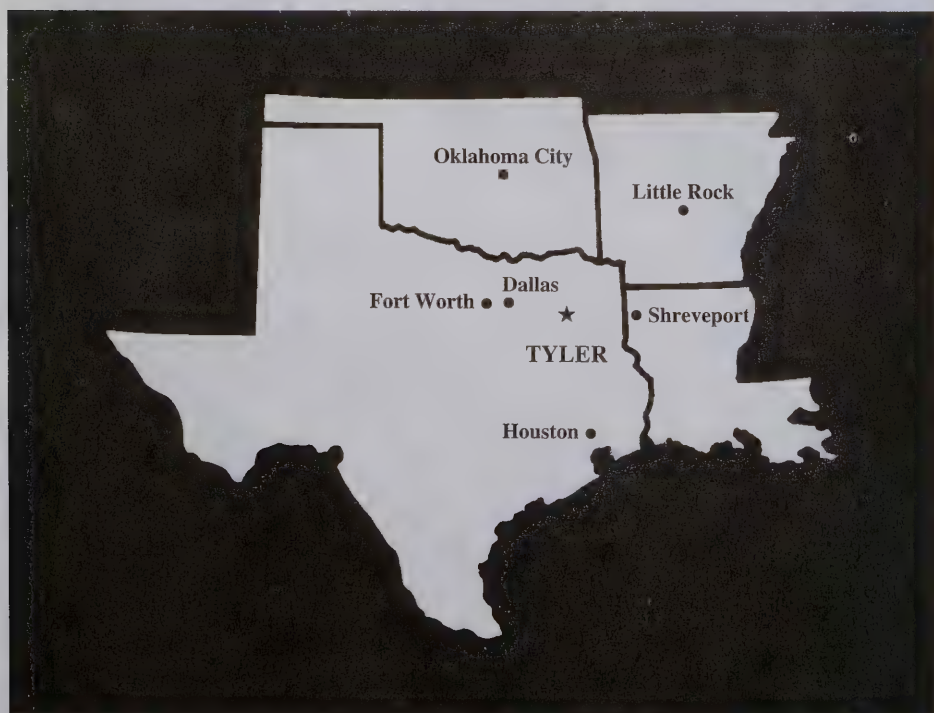 Oklahoma City
Little Rock
Dallas
Fort Worth
Shreveport
TYLER
Houston